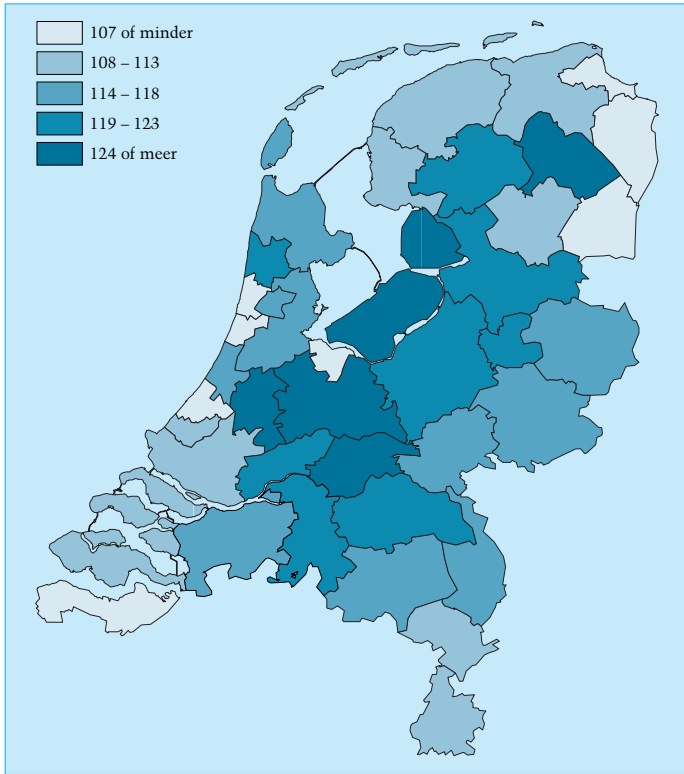 107 of minder
108 – 113
114 – 118
119 – 123
124 of meer